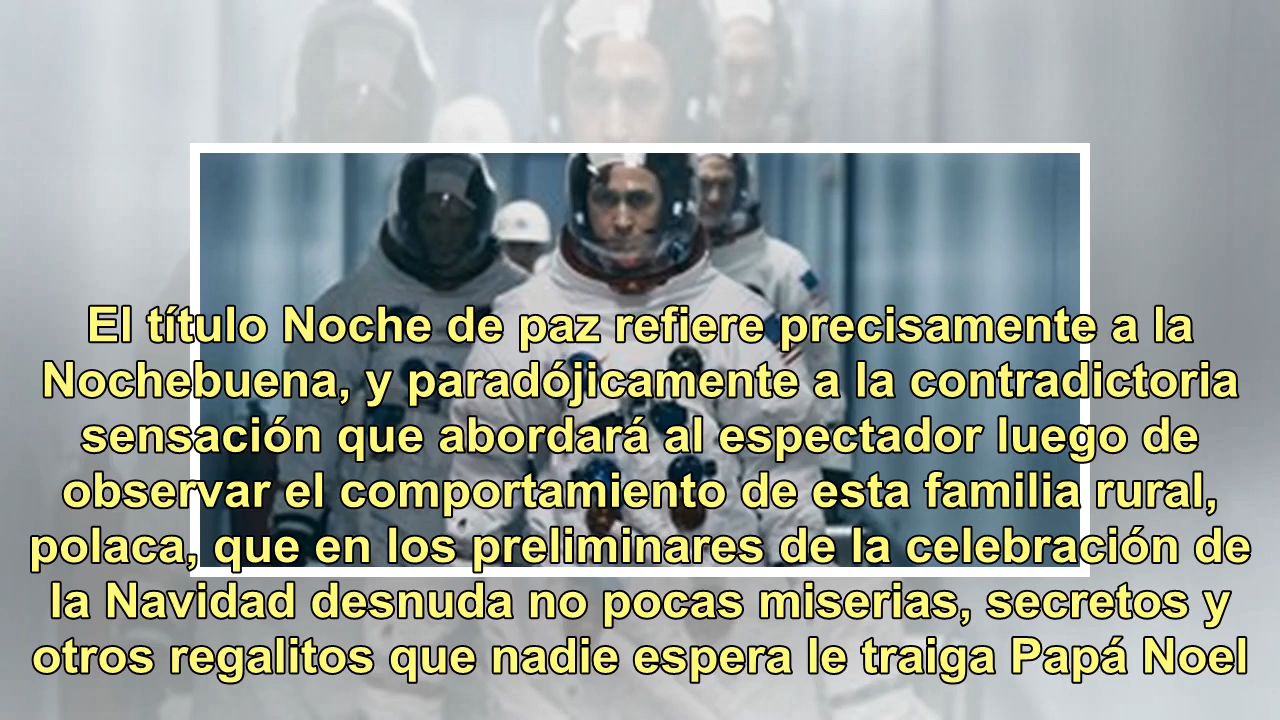 El título Noche de paz refiere precisamente a la
Nochebuena, y paradójicamente a la contradictoria
sensación que abordará al espectador luego de
observar el comportamiento de esta familia rural,
polaca, que en los preliminares de la celebración de
la Navidad desnuda no pocas miserias, secretos y
otros regalitos que nadie espera le traiga Papá Noel